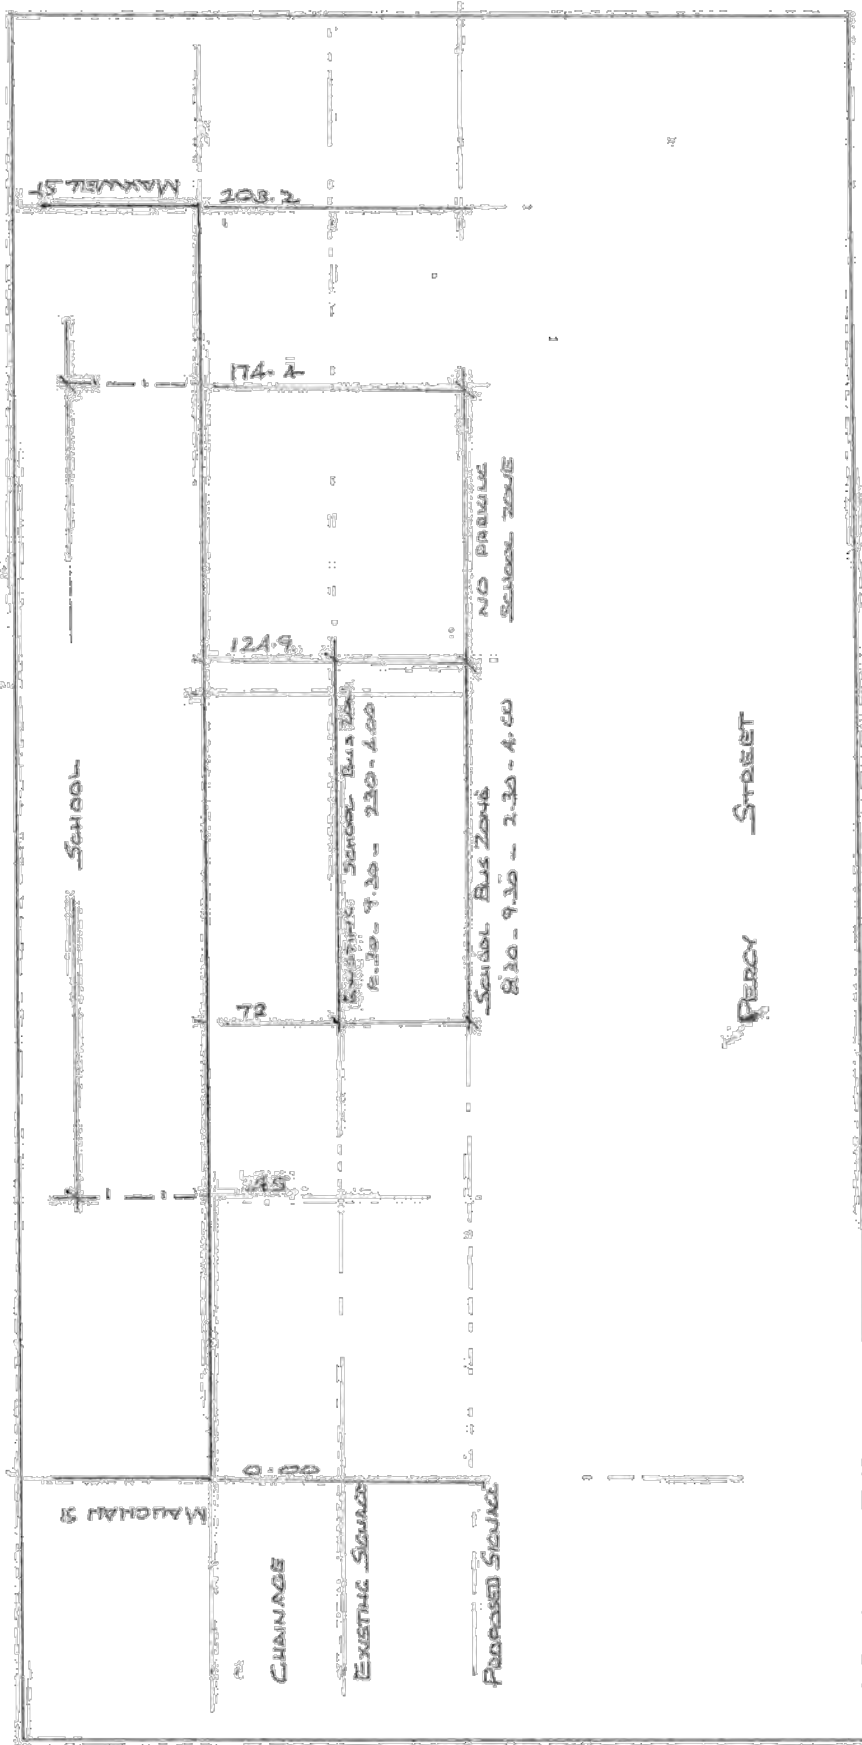 MAXWELL ST
203.2
174.2
NO PARKING
SCHOOL ZONE
124.9
SCHOOL
EXISTING SCHOOL BUS ZONE
8.30 - 9.30 - 2.30 - 4.00
SCHOOL BUS ZONE
8.30 - 9.30 - 2.30 - 4.00
PERCY STREET
72
45
0.00
MAUGHAN ST
CHAINAGE
EXISTING SIGNAGE
PROPOSED SIGNAGE